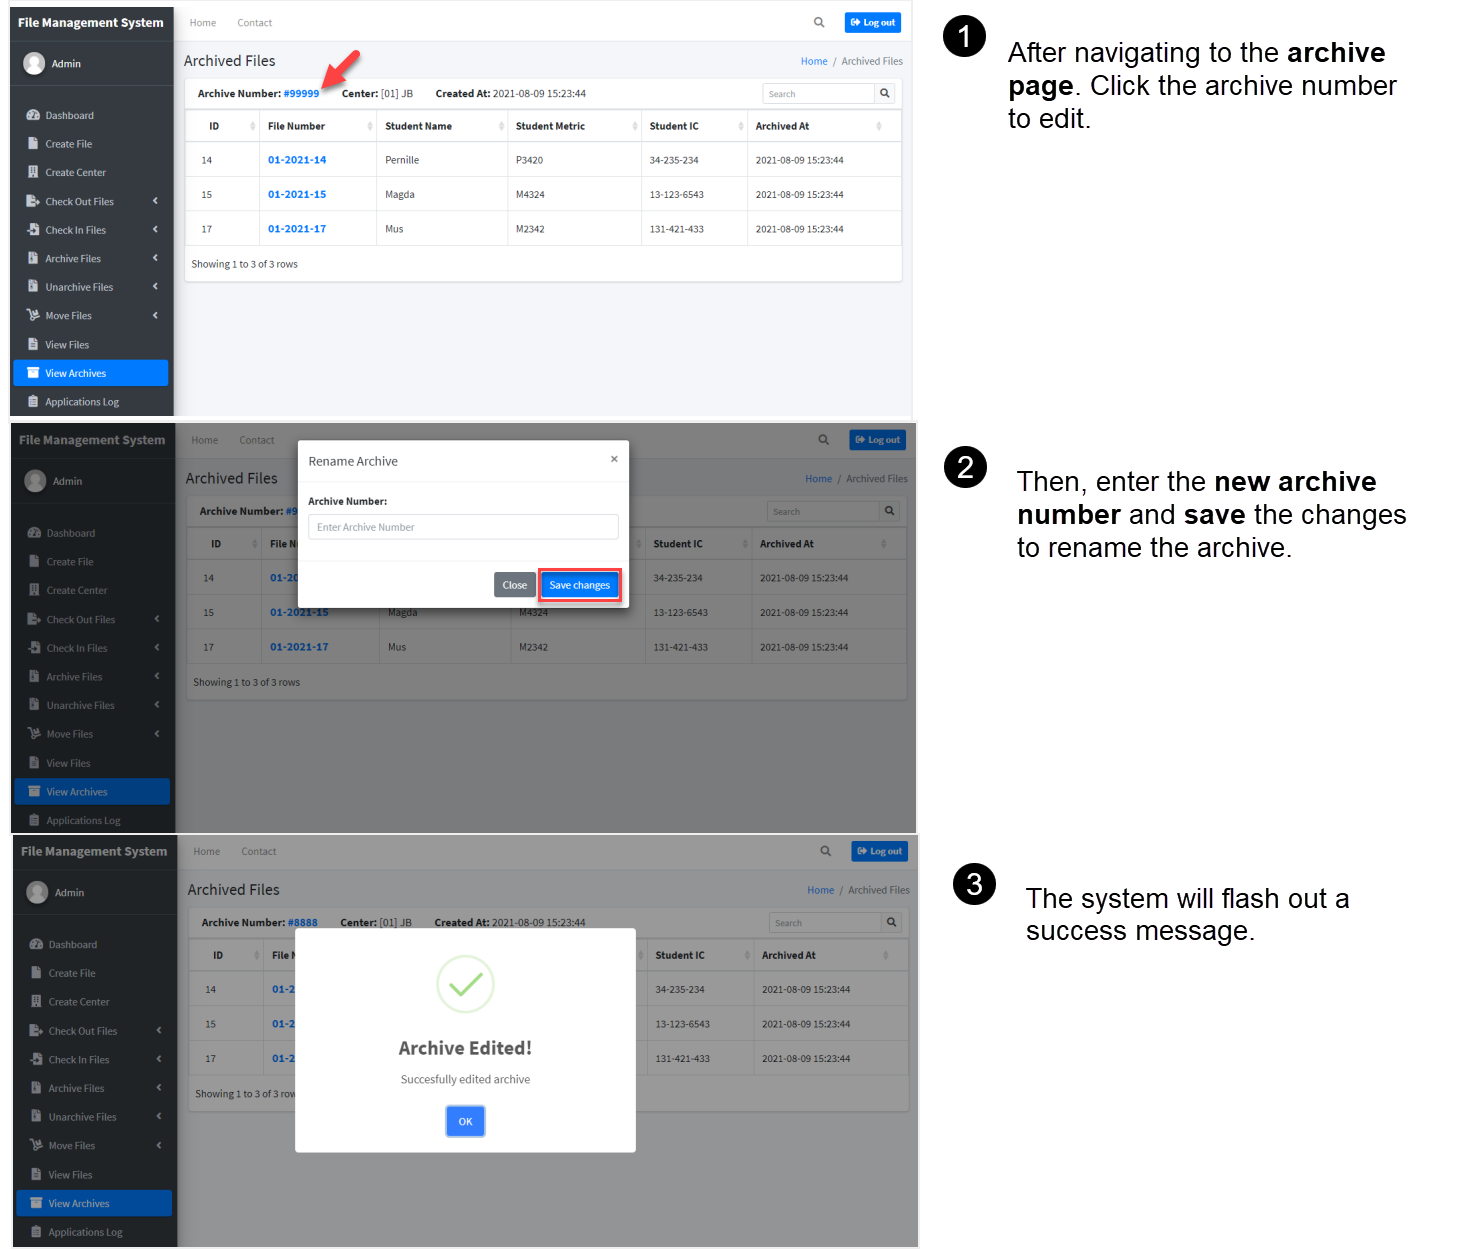 File Management System Home Contact Log out
Admin
Archived Files Home / Archived Files
Archive Number: #99999 Center: [01] JB Created At: 2021-08-09 15:23:44 Search
ID File Number Student Name Student Metric Student IC Archived At
14 01-2021-14 Pernille P3420 34-235-234 2021-08-09 15:23:44
15 01-2021-15 Magda M4324 13-123-6543 2021-08-09 15:23:44
17 01-2021-17 Mus M2342 131-421-433 2021-08-09 15:23:44
Showing 1 to 3 of 3 rows
Dashboard
Create File
Create Center
Check Out Files
Check In Files
Archive Files
Unarchive Files
Move Files
View Files
View Archives
Applications Log
1
After navigating to the archive
page. Click the archive number
to edit.
File Management System Home Contact Log out
Admin
Archived Files Home / Archived Files
Archive Number: #9 Search
ID File N Student IC Archived At
14 01-20 34-235-234 2021-08-09 15:23:44
15 01-2021-15 Magda M4324 13-123-6543 2021-08-09 15:23:44
17 01-2021-17 Mus M2342 131-421-433 2021-08-09 15:23:44
Showing 1 to 3 of 3 rows
Rename Archive ×
Archive Number:
Enter Archive Number
Close Save changes
Dashboard
Create File
Create Center
Check Out Files
Check In Files
Archive Files
Unarchive Files
Move Files
View Files
View Archives
Applications Log
2
Then, enter the new archive
number and save the changes
to rename the archive.
File Management System Home Contact Log out
Admin
Archived Files Home / Archived Files
Archive Number: #8888 Center: [01] JB Created At: 2021-08-09 15:23:44 Search
ID File N Student IC Archived At
14 01-2 34-235-234 2021-08-09 15:23:44
15 01-2 13-123-6543 2021-08-09 15:23:44
17 01-2 131-421-433 2021-08-09 15:23:44
Showing 1 to 3 of 3 row
Archive Edited!
Succesfully edited archive
OK
Dashboard
Create File
Create Center
Check Out Files
Check In Files
Archive Files
Unarchive Files
Move Files
View Files
View Archives
Applications Log
3
The system will flash out a
success message.